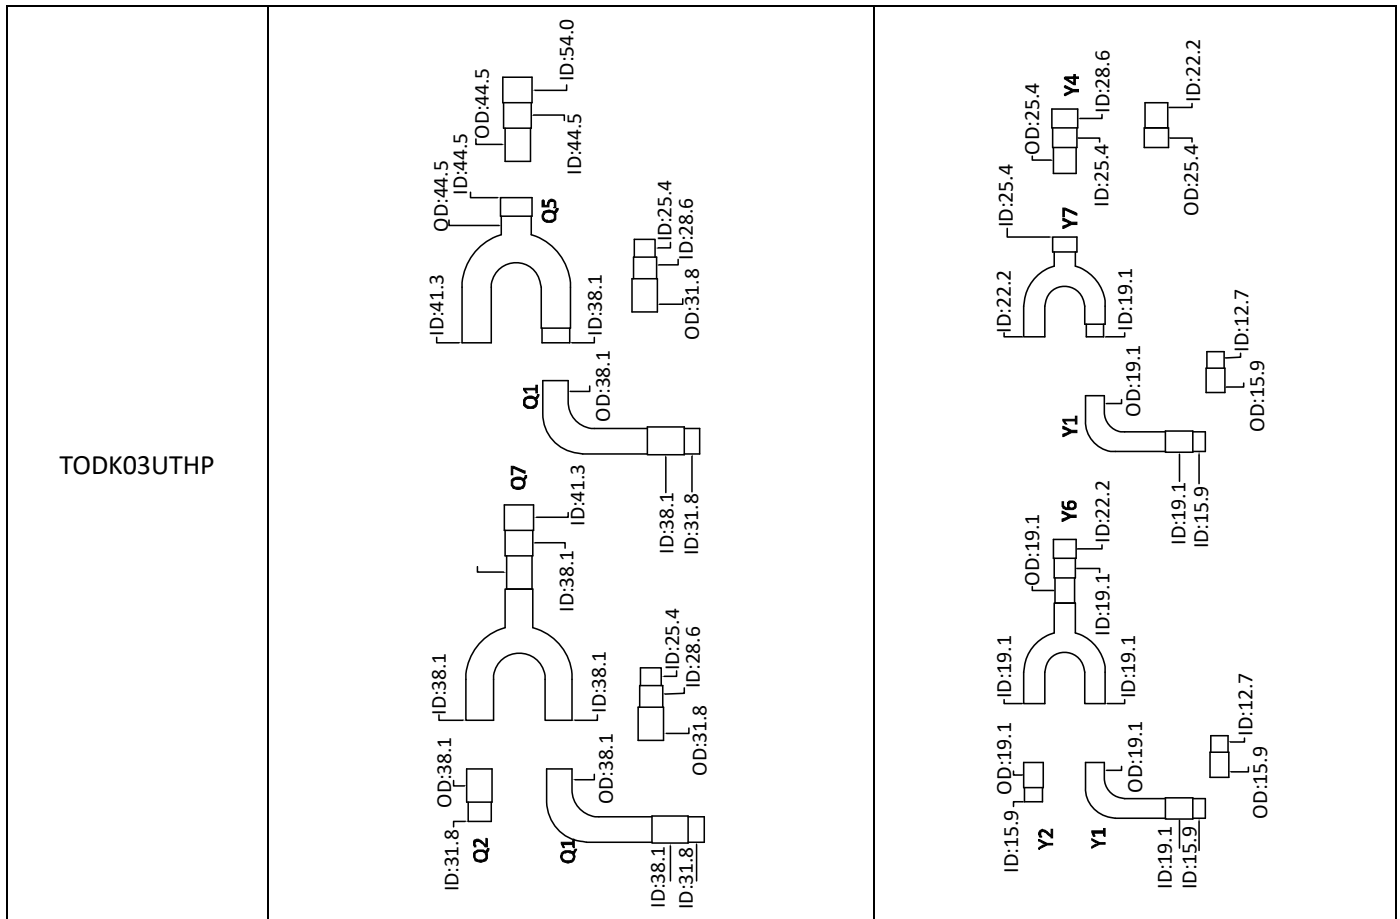 TODK03UTHP
ID:54.0
OD:44.5
ID:44.5
ID:44.5
OD:44.5
Q5
ID:41.3
ID:38.1
ID:25.4
ID:28.6
OD:31.8
Q1
OD:38.1
ID:38.1
ID:31.8
Q7
ID:41.3
ID:38.1
ID:38.1
ID:38.1
ID:25.4
ID:28.6
OD:31.8
OD:38.1
ID:31.8
Q2
OD:38.1
Q1
ID:38.1
ID:31.8
OD:25.4
Y4
ID:28.6
ID:25.4
ID:22.2
OD:25.4
ID:25.4
Y7
ID:22.2
ID:19.1
ID:12.7
OD:15.9
Y1
OD:19.1
ID:19.1
ID:15.9
OD:19.1
Y6
ID:22.2
ID:19.1
ID:19.1
ID:19.1
ID:12.7
OD:15.9
OD:19.1
ID:15.9
Y2
OD:19.1
Y1
ID:19.1
ID:15.9